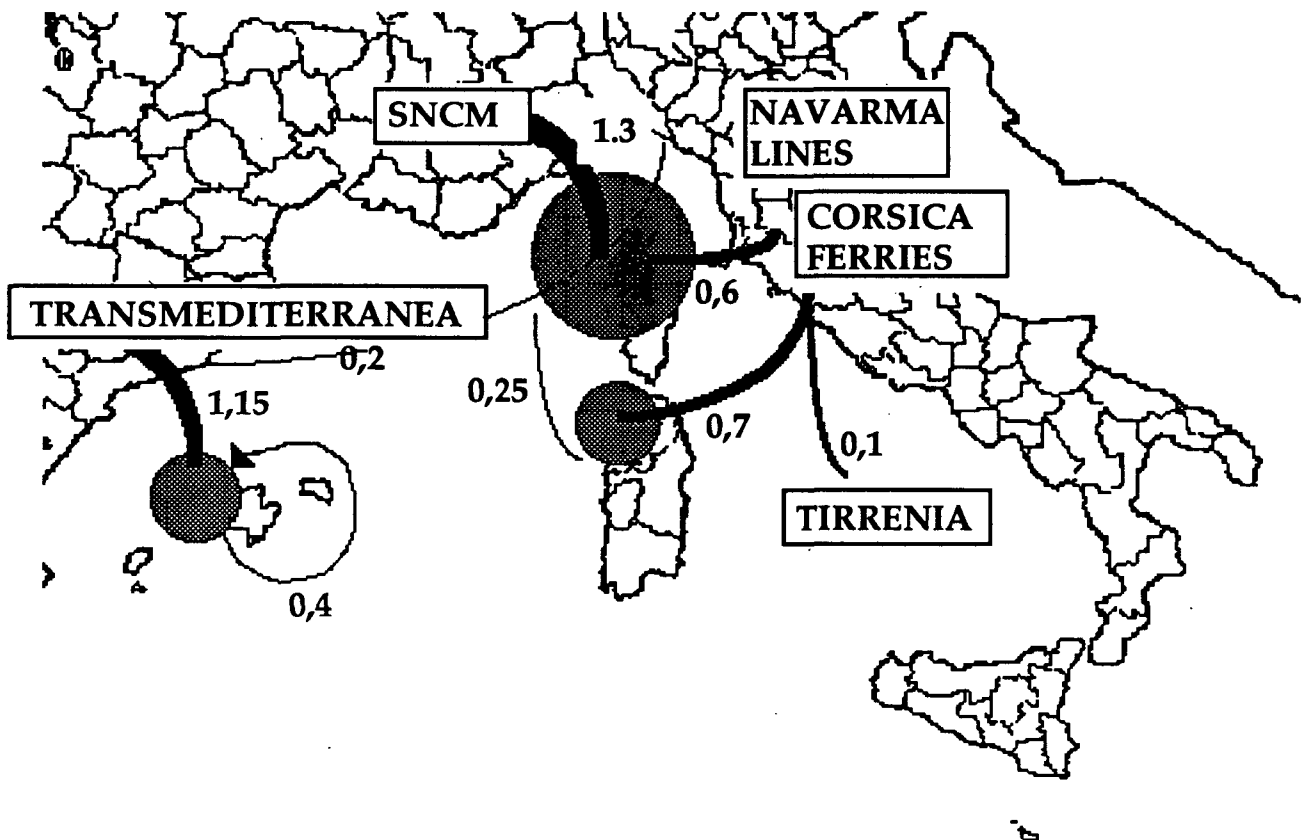 SNCM
1.3
NAVARMA
LINES
CORSICA
FERRIES
0,6
TRANSMEDITERRANEA
0,2
1,15
0,25
0,7
0,1
TIRRENIA
0,4